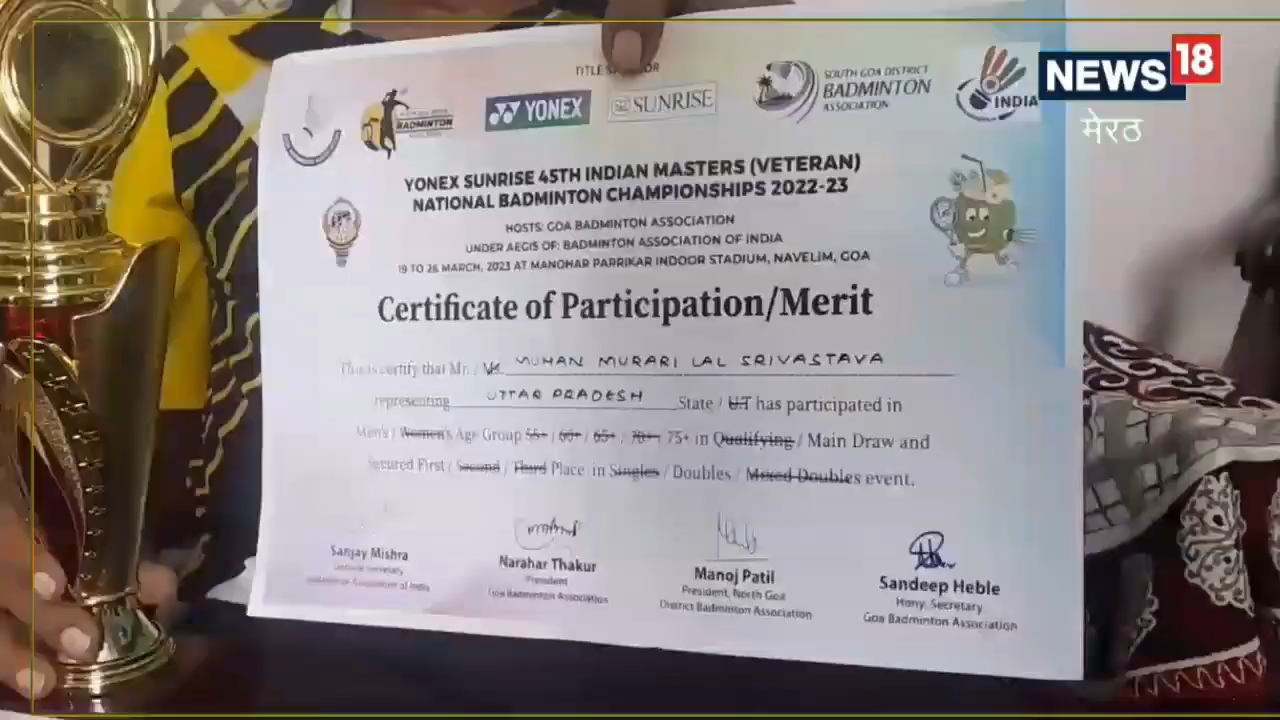 TITLE SPONSOR
BADMINTON
YONEX
SUNRISE
SOUTH GOA DISTRICT
BADMINTON
ASSOCIATION
INDIA
NEWS 18
मेरठ
YONEX SUNRISE 45TH INDIAN MASTERS (VETERAN)
NATIONAL BADMINTON CHAMPIONSHIPS 2022-23
HOSTS: GOA BADMINTON ASSOCIATION
UNDER AEGIS OF: BADMINTON ASSOCIATION OF INDIA
19 TO 26 MARCH, 2023 AT MANOHAR PARRIKAR INDOOR STADIUM, NAVELIM, GOA
Certificate of Participation/Merit
This is certify that Mr. / Ms. MUHAN MURARI LAL SRIVASTAVA
representing UTTAR PRADESH State / U.T has participated in
Men's / Women's Age Group 55+ / 60+ / 65+ / 70+ / 75+ in Qualifying / Main Draw and
Secured First / Second / Third Place in Singles / Doubles / Mixed Doubles event.
Sanjay Mishra
Narahar Thakur
President
Goa Badminton Association
Manoj Patil
President, North Goa
District Badminton Association
Sandeep Heble
Hony. Secretary
Goa Badminton Association